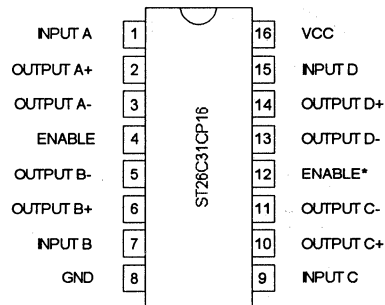 INPUT A 1 16 VCC
OUTPUT A+ 2 15 INPUT D
OUTPUT A- 3 14 OUTPUT D+
ENABLE 4 13 OUTPUT D-
OUTPUT B- 5 12 ENABLE*
OUTPUT B+ 6 11 OUTPUT C-
INPUT B 7 10 OUTPUT C+
GND 8 9 INPUT C
ST26C31CP16